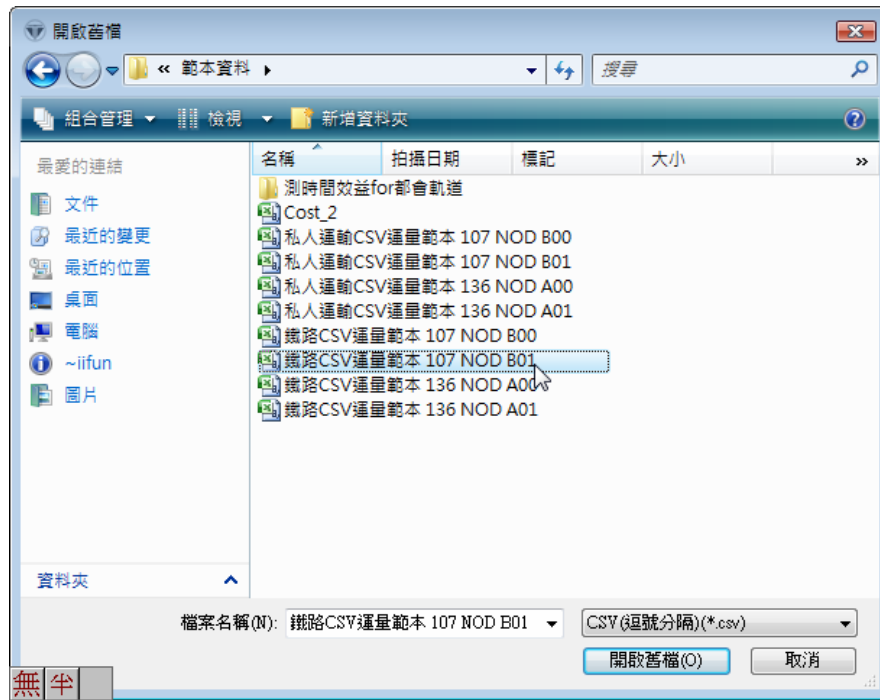 開啟舊檔
« 範本資料
搜尋
組合管理 檢視 新增資料夾
最愛的連結
文件
最近的變更
最近的位置
桌面
電腦
~iifun
圖片
資料夾
名稱 拍攝日期 標記 大小 »
測時間效益for都會軌道
Cost_2
私人運輸CSV運量範本 107 NOD B00
私人運輸CSV運量範本 107 NOD B01
私人運輸CSV運量範本 136 NOD A00
私人運輸CSV運量範本 136 NOD A01
鐵路CSV運量範本 107 NOD B00
鐵路CSV運量範本 107 NOD B01
鐵路CSV運量範本 136 NOD A00
鐵路CSV運量範本 136 NOD A01
檔案名稱(N): 鐵路CSV運量範本 107 NOD B01 CSV(逗號分隔)(*.csv)
開啟舊檔(O) 取消
無 半